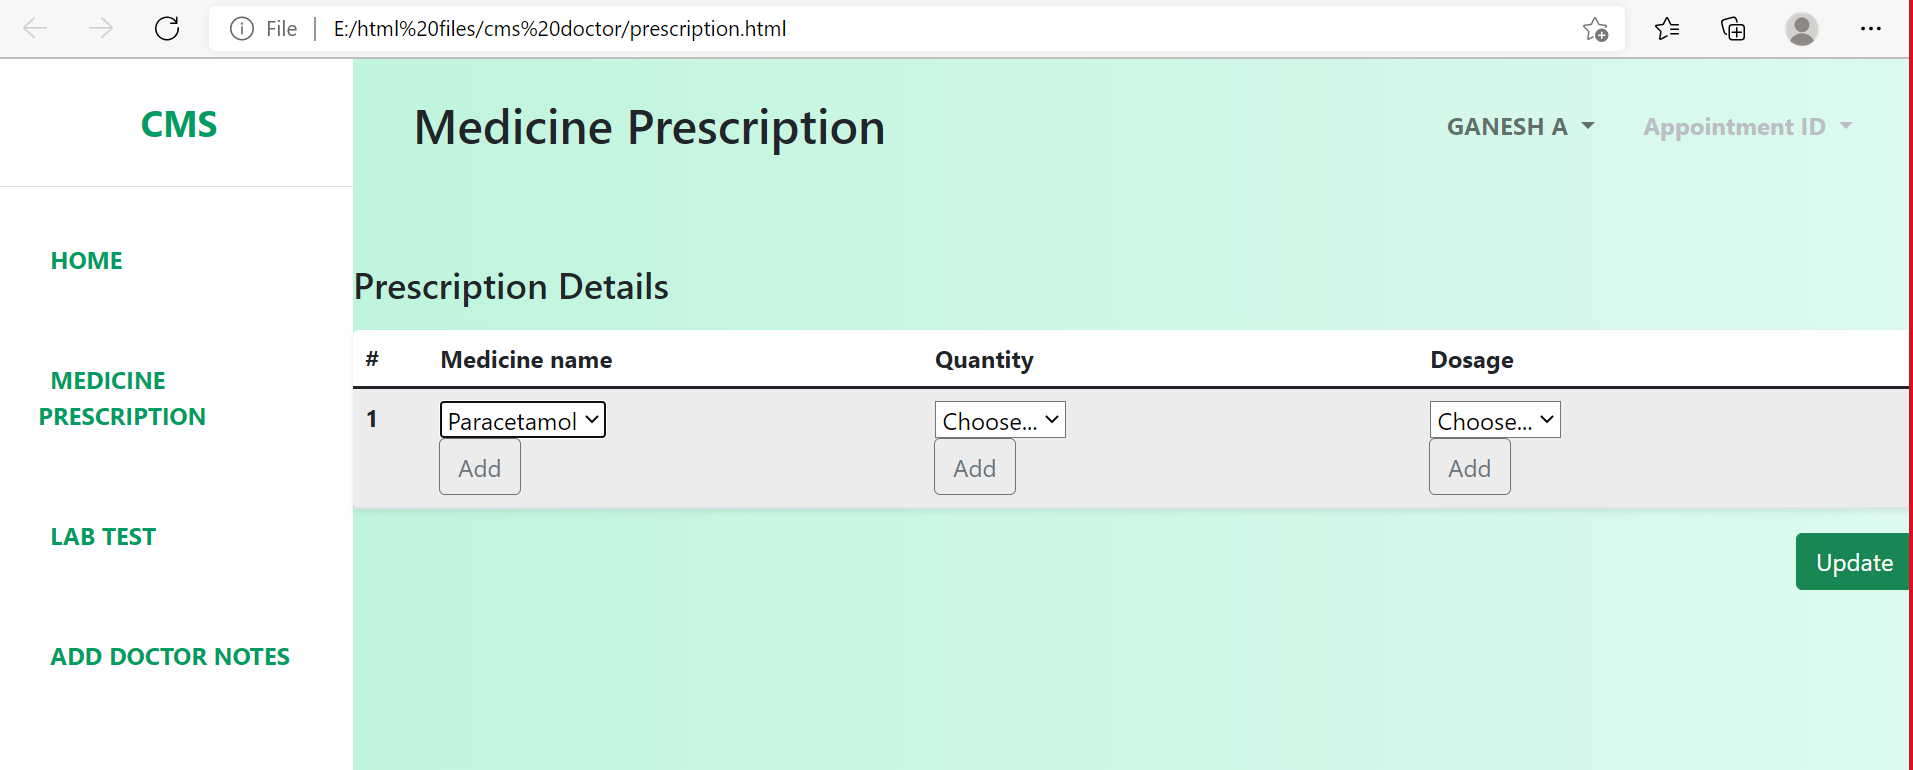 File E:/html%20files/cms%20doctor/prescription.html
CMS
Medicine Prescription
GANESH A
Appointment ID
HOME
MEDICINE
PRESCRIPTION
LAB TEST
ADD DOCTOR NOTES
Prescription Details
# Medicine name Quantity Dosage
1 Paracetamol Choose... Choose...
Add Add Add
Update